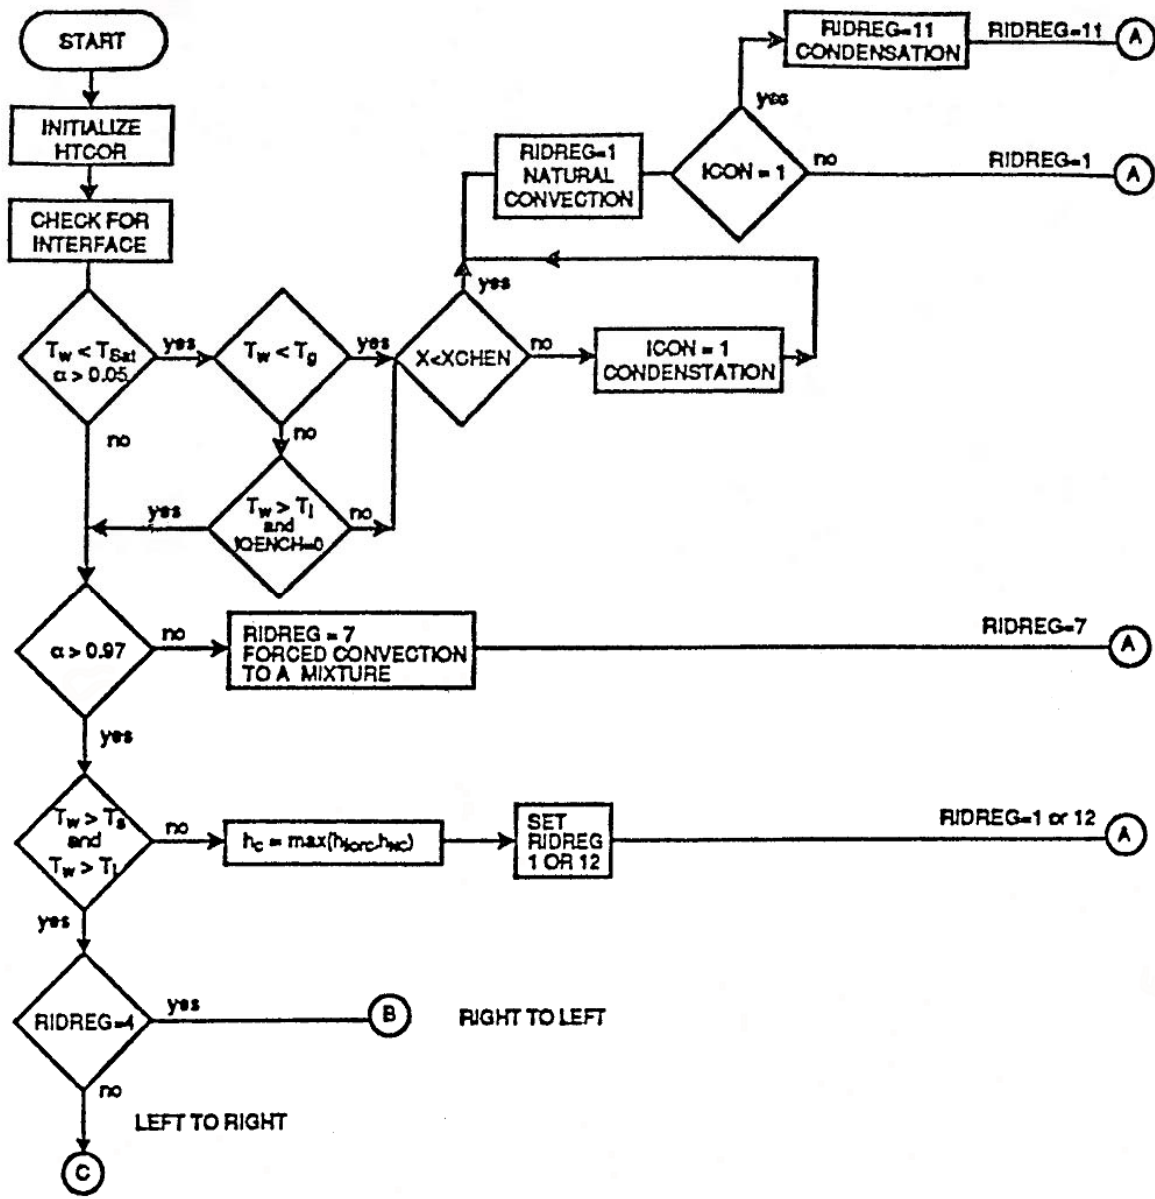 START
INITIALIZE
HTCOR
CHECK FOR
INTERFACE
RIDREG=11
CONDENSATION
RIDREG=11
A
yes
RIDREG=1
NATURAL
CONVECTION
ICON = 1
no
RIDREG=1
A
yes
T_w < T_Sat
α > 0.05
yes
T_w < T_g
yes
X<XCHEN
no
ICON = 1
CONDENSTATION
no
no
yes
T_w > T_l
and
IQENCH=0
no
α > 0.97
no
RIDREG = 7
FORCED CONVECTION
TO A MIXTURE
RIDREG=7
A
yes
T_w > T_s
and
T_w > T_l
no
h_c = max(h_forc,h_NC)
SET
RIDREG
1 OR 12
RIDREG=1 or 12
A
yes
RIDREG=4
yes
B
RIGHT TO LEFT
no
LEFT TO RIGHT
C